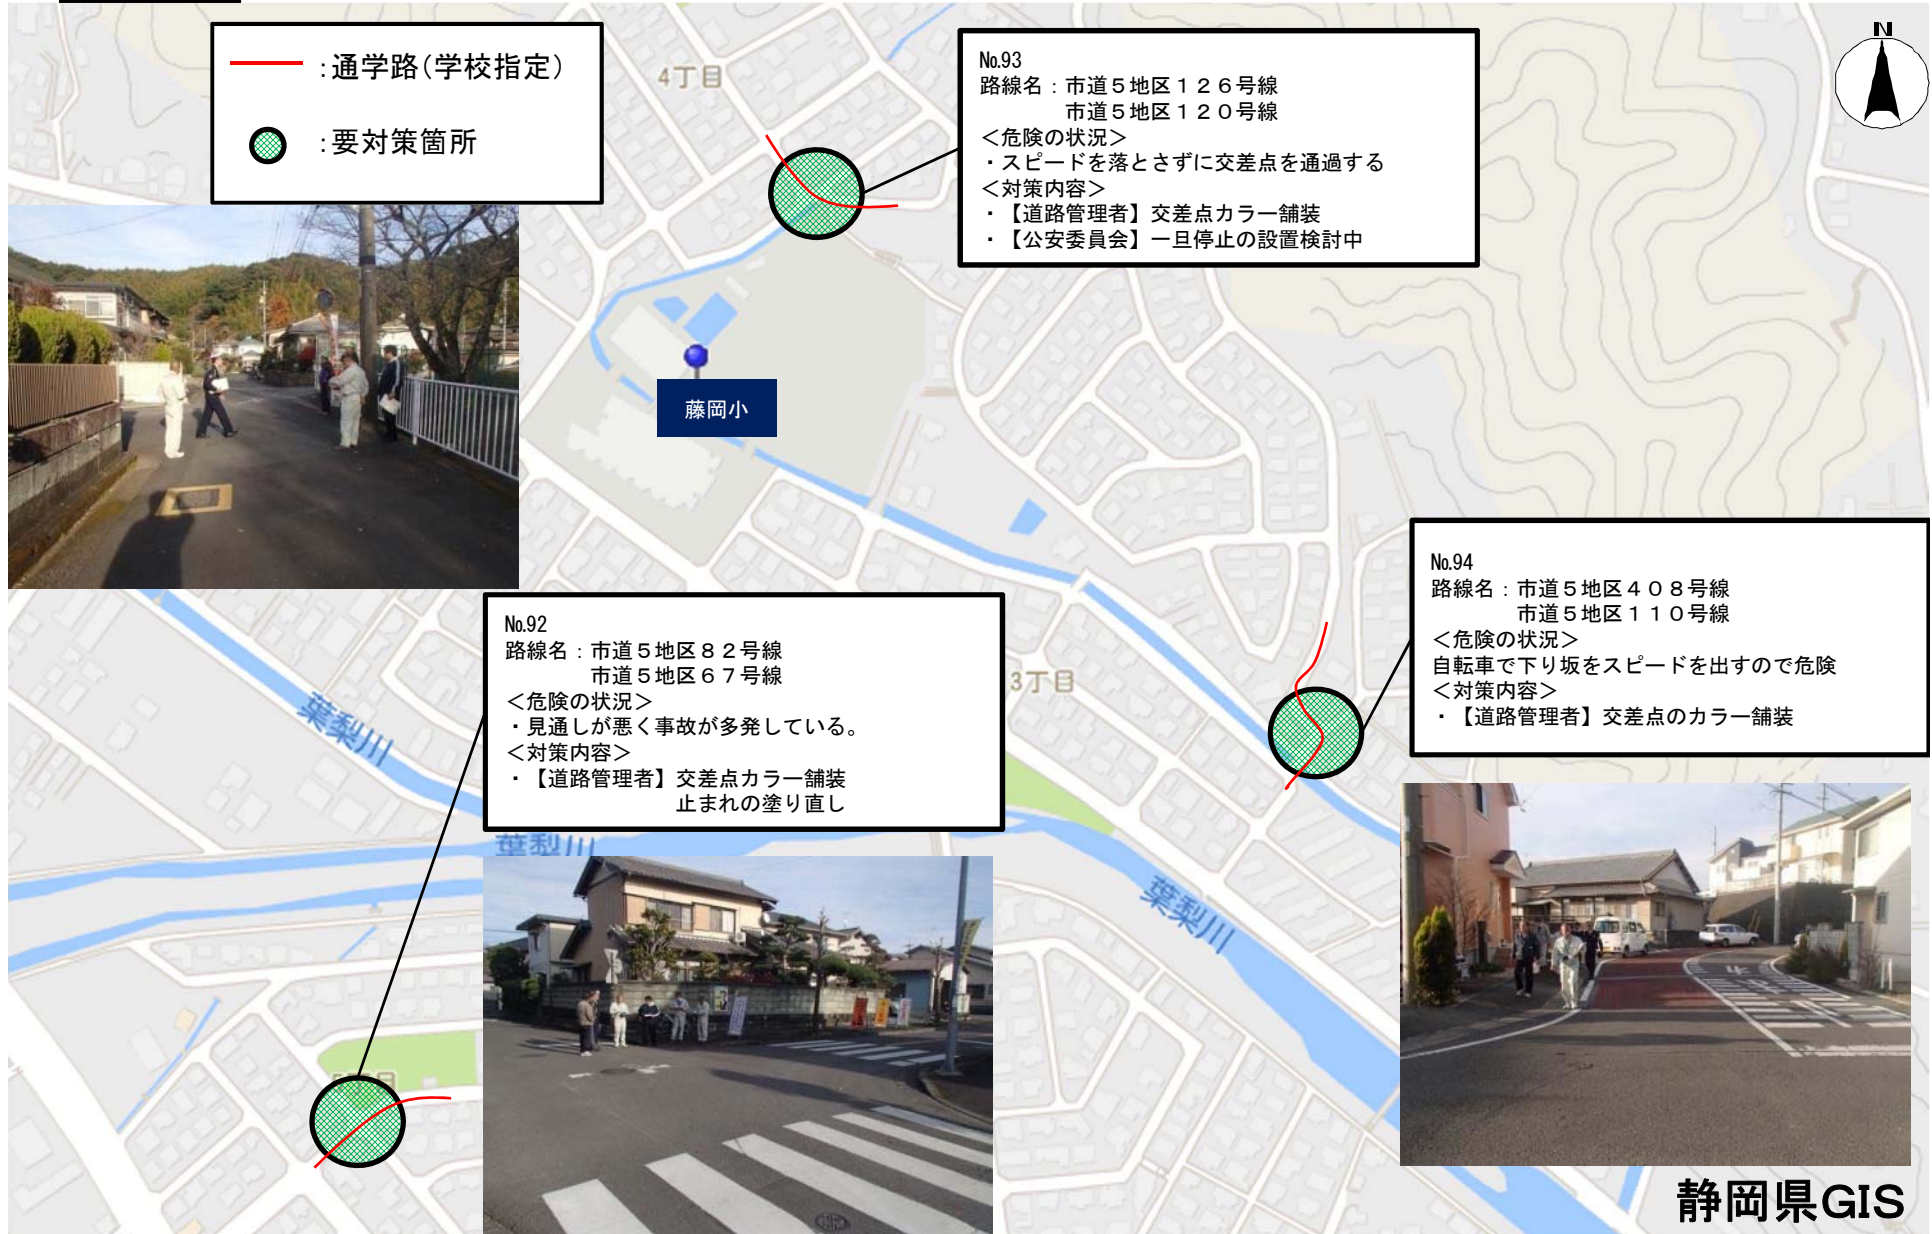 :通学路(学校指定)
:要対策箇所
4丁目
N
No.93
路線名：市道５地区１２６号線
市道５地区１２０号線
＜危険の状況＞
・スピードを落とさずに交差点を通過する
＜対策内容＞
・【道路管理者】交差点カラー舗装
・【公安委員会】一旦停止の設置検討中
藤岡小
No.94
路線名：市道５地区４０８号線
市道５地区１１０号線
＜危険の状況＞
自転車で下り坂をスピードを出すので危険
＜対策内容＞
・【道路管理者】交差点のカラー舗装
No.92
路線名：市道５地区８２号線
市道５地区６７号線
＜危険の状況＞
・見通しが悪く事故が多発している。
＜対策内容＞
・【道路管理者】交差点カラー舗装
止まれの塗り直し
3丁目
葉梨川
葉梨川
葉梨川
静岡県GIS